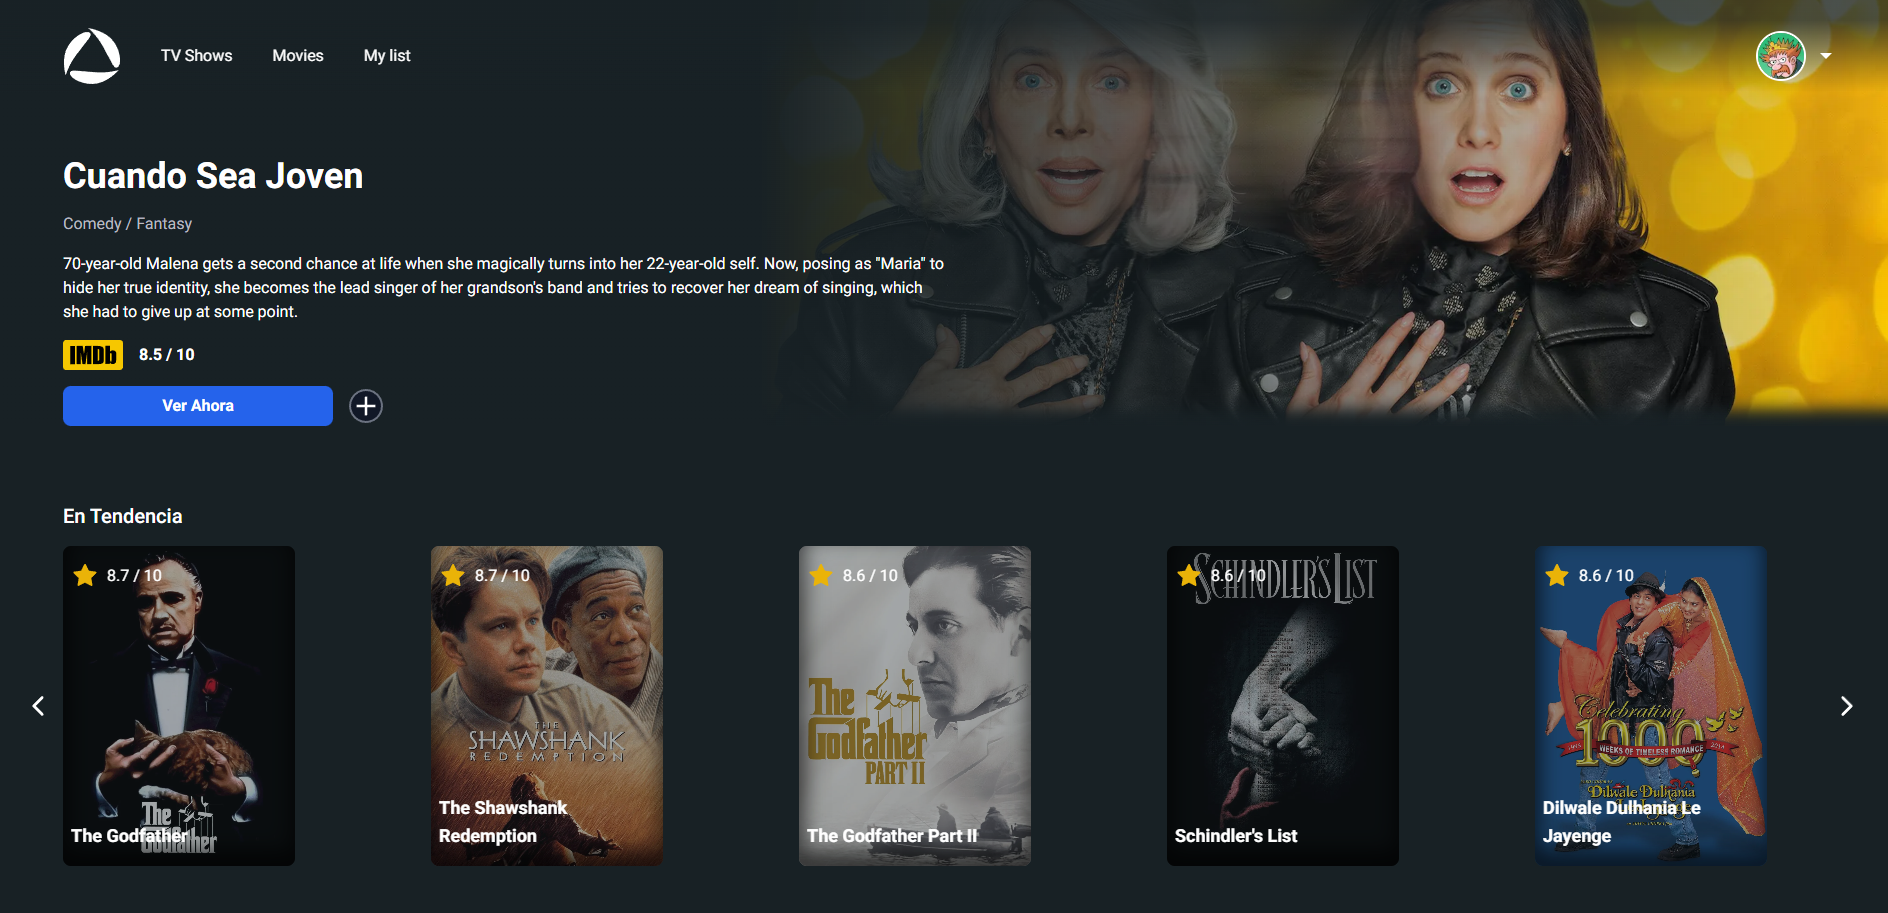 TV Shows
Movies
My list
Cuando Sea Joven
Comedy / Fantasy
70-year-old Malena gets a second chance at life when she magically turns into her 22-year-old self. Now, posing as "Maria" to
hide her true identity, she becomes the lead singer of her grandson's band and tries to recover her dream of singing, which
she had to give up at some point.
IMDb 8.5 / 10
Ver Ahora
En Tendencia
8.7 / 10
The Godfather
The Godfather
8.7 / 10
THE
SHAWSHANK
REDEMPTION
The Shawshank
Redemption
8.6 / 10
The
Godfather
PART II
The Godfather Part II
8.6 / 10
SCHINDLER'S LIST
Schindler's List
8.6 / 10
Celebrating
1000
WEEKS OF TIMELESS ROMANCE
Dilwale Dulhania
Dilwale Dulhania Le
Jayenge